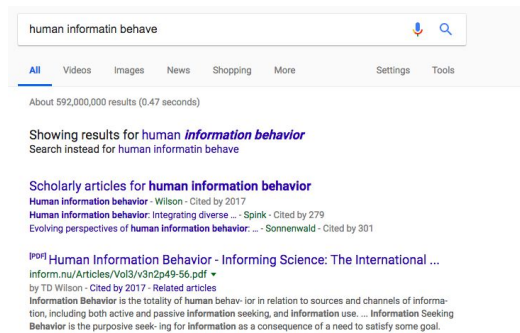 human informatin behave
All Videos Images News Shopping More Settings Tools
About 592,000,000 results (0.47 seconds)
Showing results for human information behavior
Search instead for human informatin behave
Scholarly articles for human information behavior
Human information behavior - Wilson - Cited by 2017
Human information behavior: Integrating diverse ... - Spink - Cited by 279
Evolving perspectives of human information behavior: ... - Sonnenwald - Cited by 301
[PDF] Human Information Behavior - Informing Science: The International ...
inform.nu/Articles/Vol3/v3n2p49-56.pdf
by TD Wilson - Cited by 2017 - Related articles
Information Behavior is the totality of human behav- ior in relation to sources and channels of informa-
tion, including both active and passive information seeking, and information use. ... Information Seeking
Behavior is the purposive seek- ing for information as a consequence of a need to satisfy some goal.